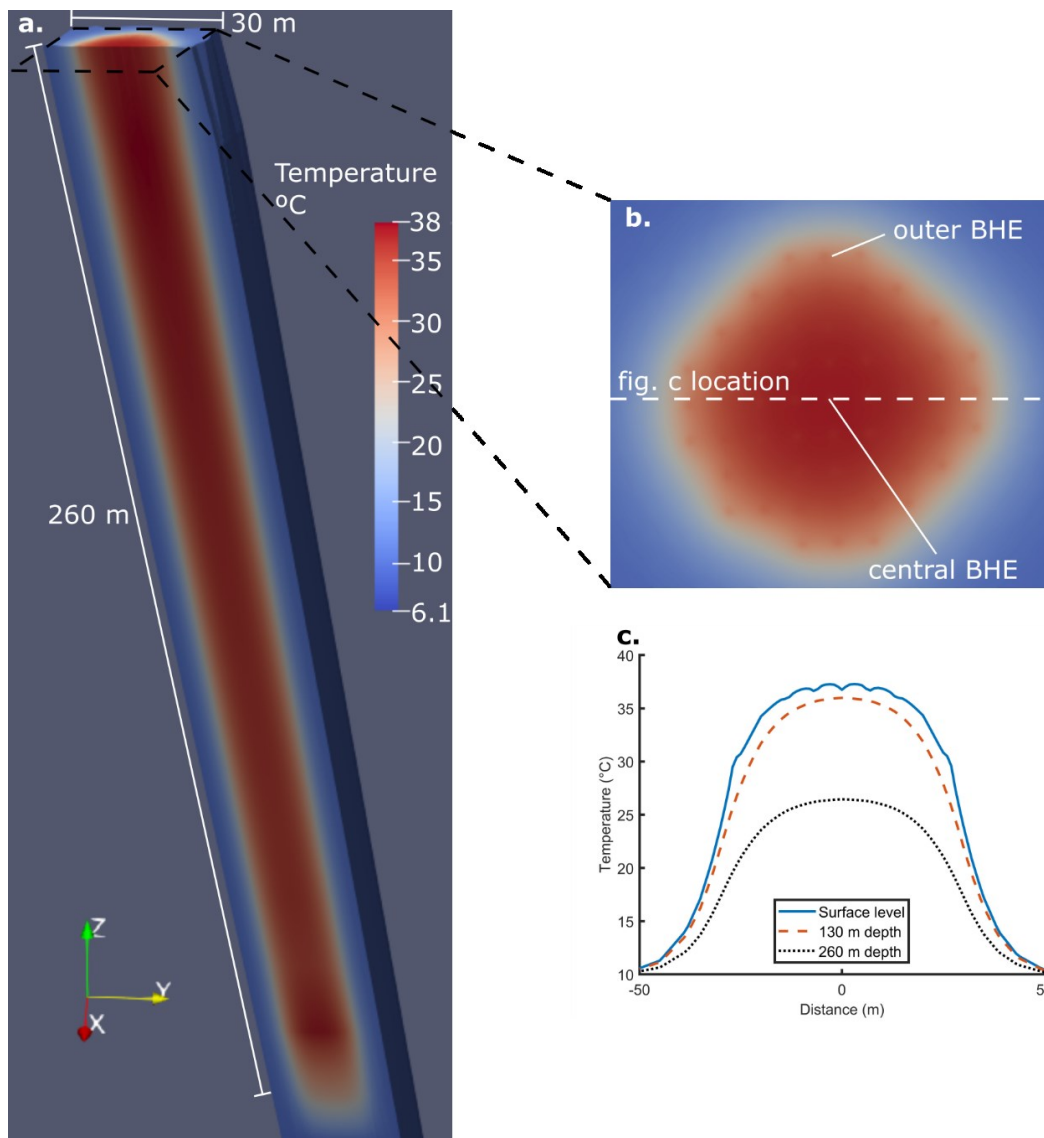 a.
30 m
Temperature
ºC
38
35
30
25
20
15
10
6.1
260 m
Z
Y
X
b.
outer BHE
fig. c location
central BHE
c.
40
35
30
25
20
15
10
Temperature (°C)
Surface level
130 m depth
260 m depth
-50
0
5
Distance (m)